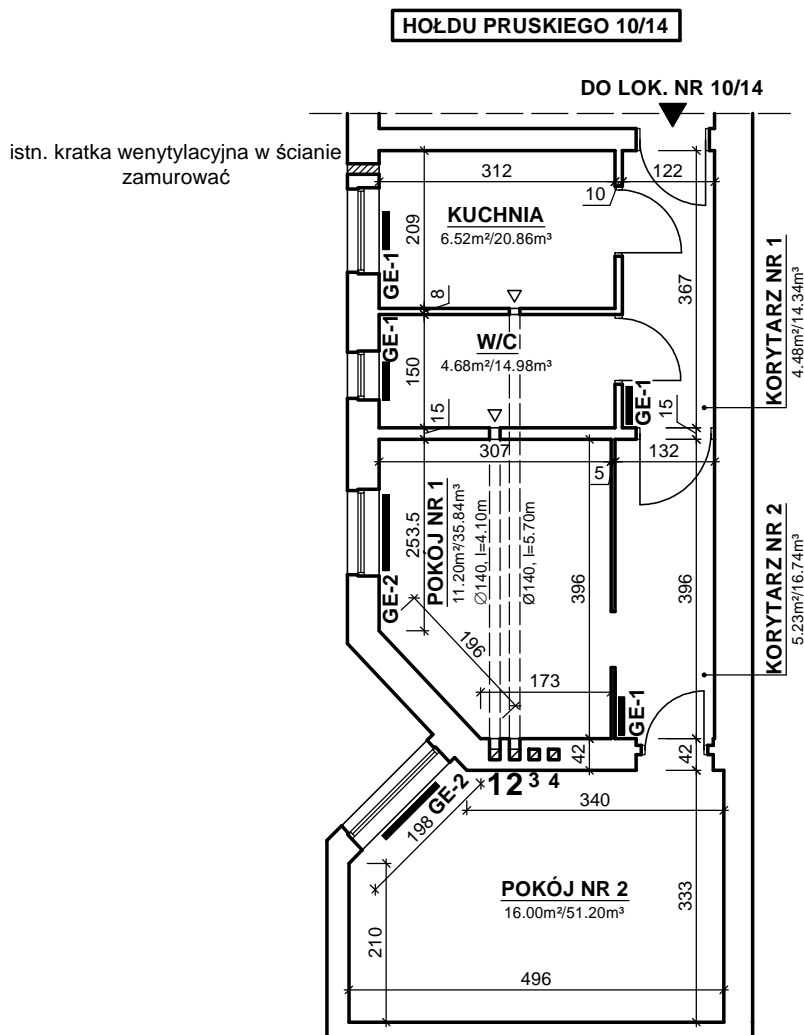 HOŁDU PRUSKIEGO 10/14
DO LOK. NR 10/14
istn. kratka wenytylacyjna w ścianie
zamurować
312
122
10
KUCHNIA
6.52m²/20.86m³
209
GE-1
8
367
KORYTARZ NR 1
4.48m²/14.34m³
GE-1
W/C
4.68m²/14.98m³
150
15
GE-1
15
307
132
5
POKÓJ NR 1
11.20m²/35.84m³
∅140, l=4.10m
Ø140, l=5.70m
253.5
GE-2
396
396
KORYTARZ NR 2
5.23m²/16.74m³
196
173
GE-1
42
42
1 2 3 4
GE-2
198
340
POKÓJ NR 2
16.00m²/51.20m³
333
210
496